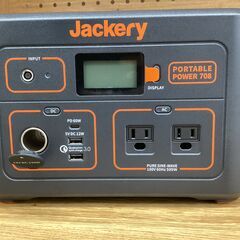 Jackery
INPUT
DISPLAY
PORTABLE
POWER 708
DC
AC
PD 60W
5V⎓12W
3.0
PURE SINE-WAVE
100V 60Hz 500W